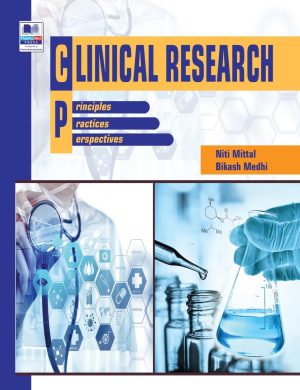 CLINICAL RESEARCH
Principles
Practices
Perspectives
Niti Mittal
Bikash Medhi